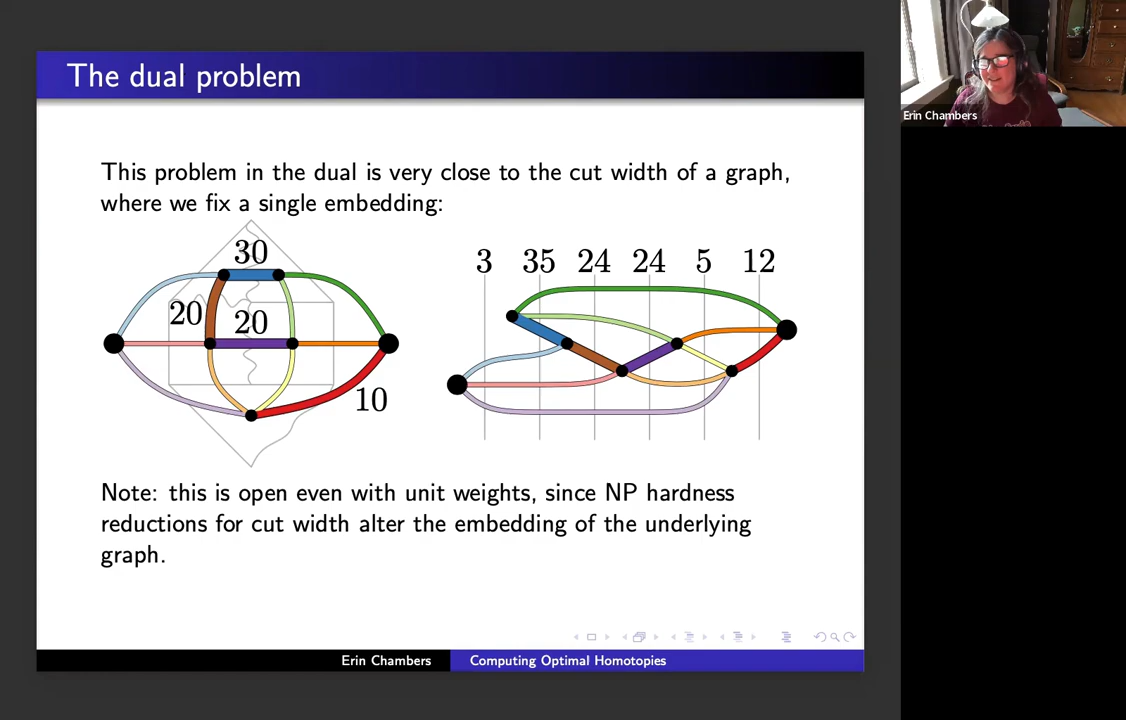 The dual problem
This problem in the dual is very close to the cut width of a graph,
where we fix a single embedding:
30
20
20
10
3 35 24 24 5 12
Note: this is open even with unit weights, since NP hardness
reductions for cut width alter the embedding of the underlying
graph.
Erin Chambers
Computing Optimal Homotopies
Erin Chambers